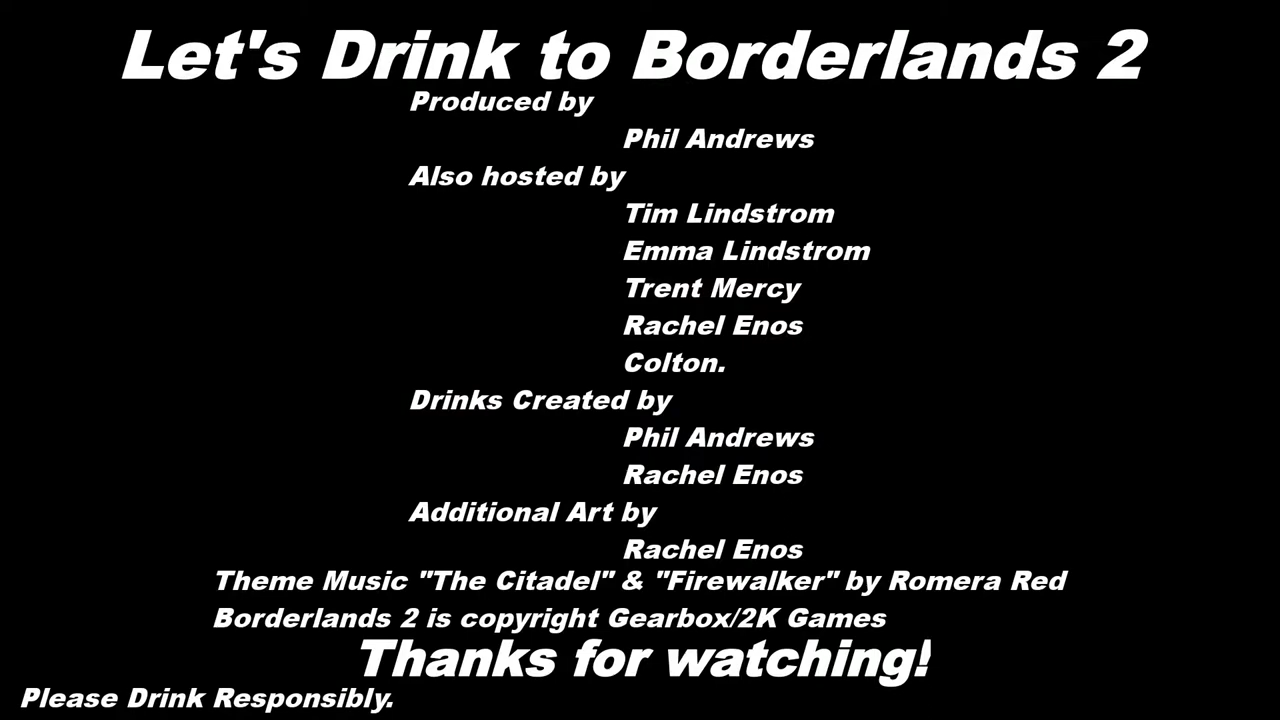 Let's Drink to Borderlands 2
Produced by
Phil Andrews
Also hosted by
Tim Lindstrom
Emma Lindstrom
Trent Mercy
Rachel Enos
Colton.
Drinks Created by
Phil Andrews
Rachel Enos
Additional Art by
Rachel Enos
Theme Music "The Citadel" & "Firewalker" by Romera Red
Borderlands 2 is copyright Gearbox/2K Games
Thanks for watching!
Please Drink Responsibly.